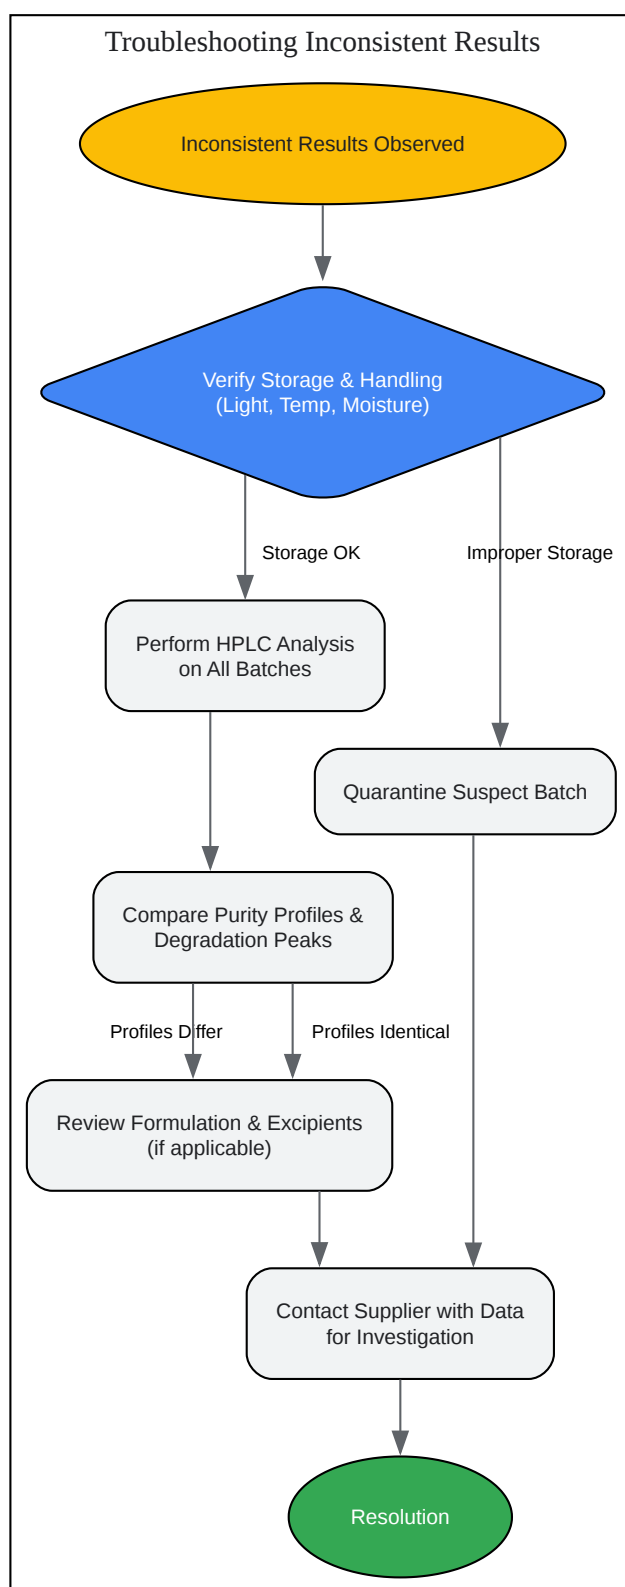 Troubleshooting Inconsistent Results
Inconsistent Results Observed
Verify Storage & Handling
(Light, Temp, Moisture)
Storage OK
Improper Storage
Perform HPLC Analysis
on All Batches
Quarantine Suspect Batch
Compare Purity Profiles &
Degradation Peaks
Profiles Differ
Profiles Identical
Review Formulation & Excipients
(if applicable)
Contact Supplier with Data
for Investigation
Resolution